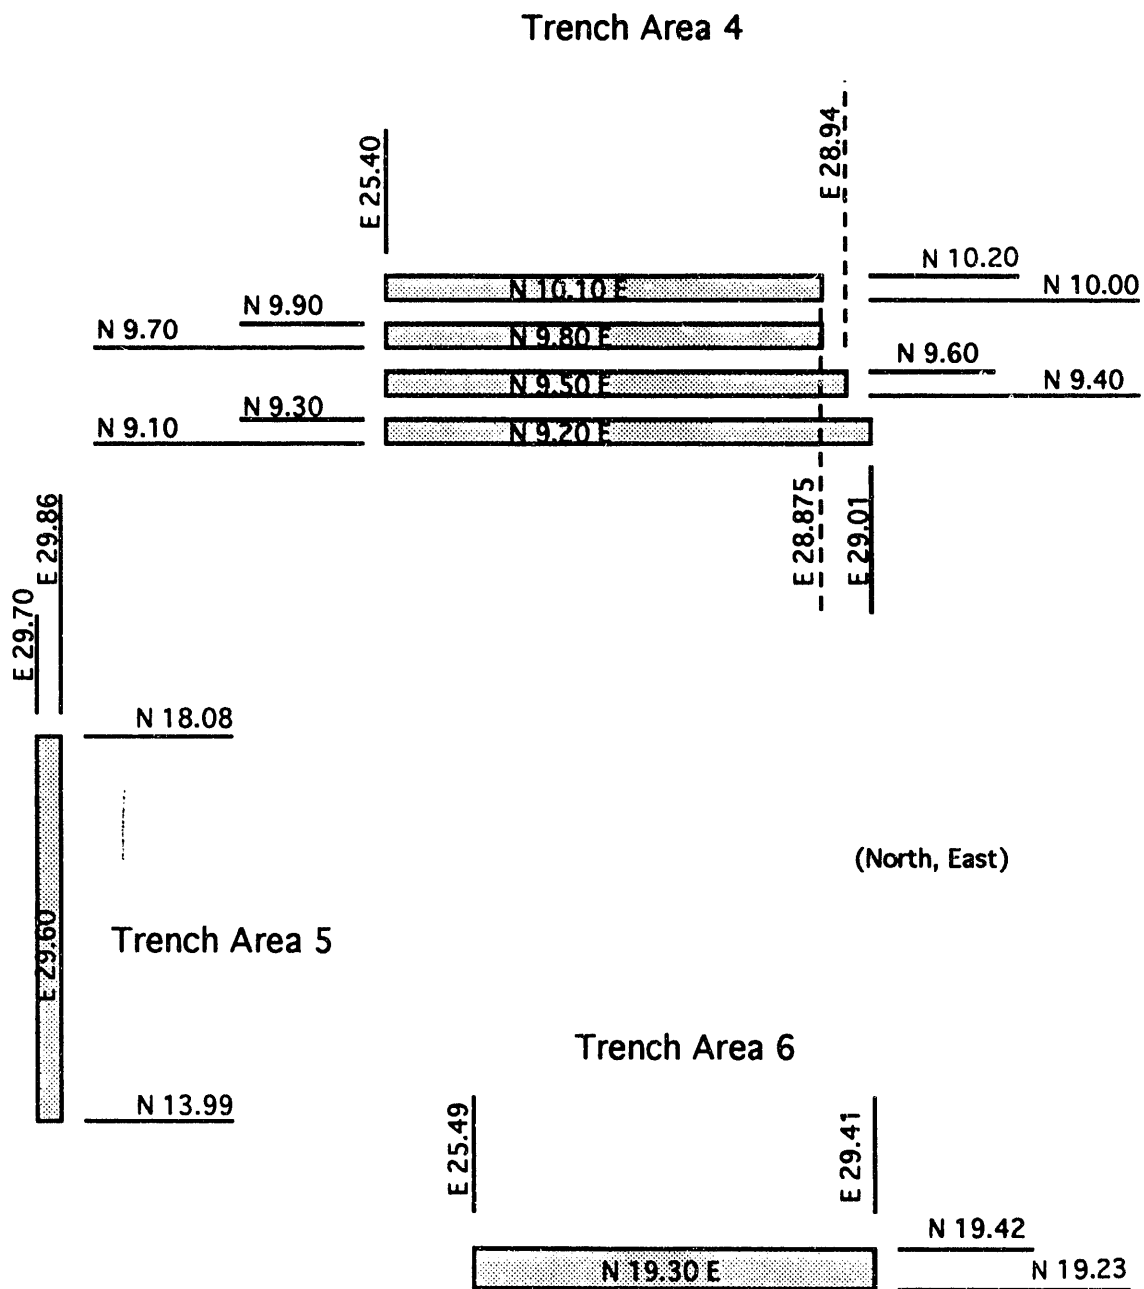 Trench Area 4
E 25.40
E 28.94
N 10.20
N 10.10 E
N 10.00
N 9.90
N 9.70
N 9.80 E
N 9.60
N 9.50 E
N 9.40
N 9.30
N 9.10
N 9.20 E
E 28.875
E 29.01
E 29.86
E 29.70
N 18.08
(North, East)
E 29.60
Trench Area 5
Trench Area 6
N 13.99
E 25.49
E 29.41
N 19.42
N 19.30 E
N 19.23